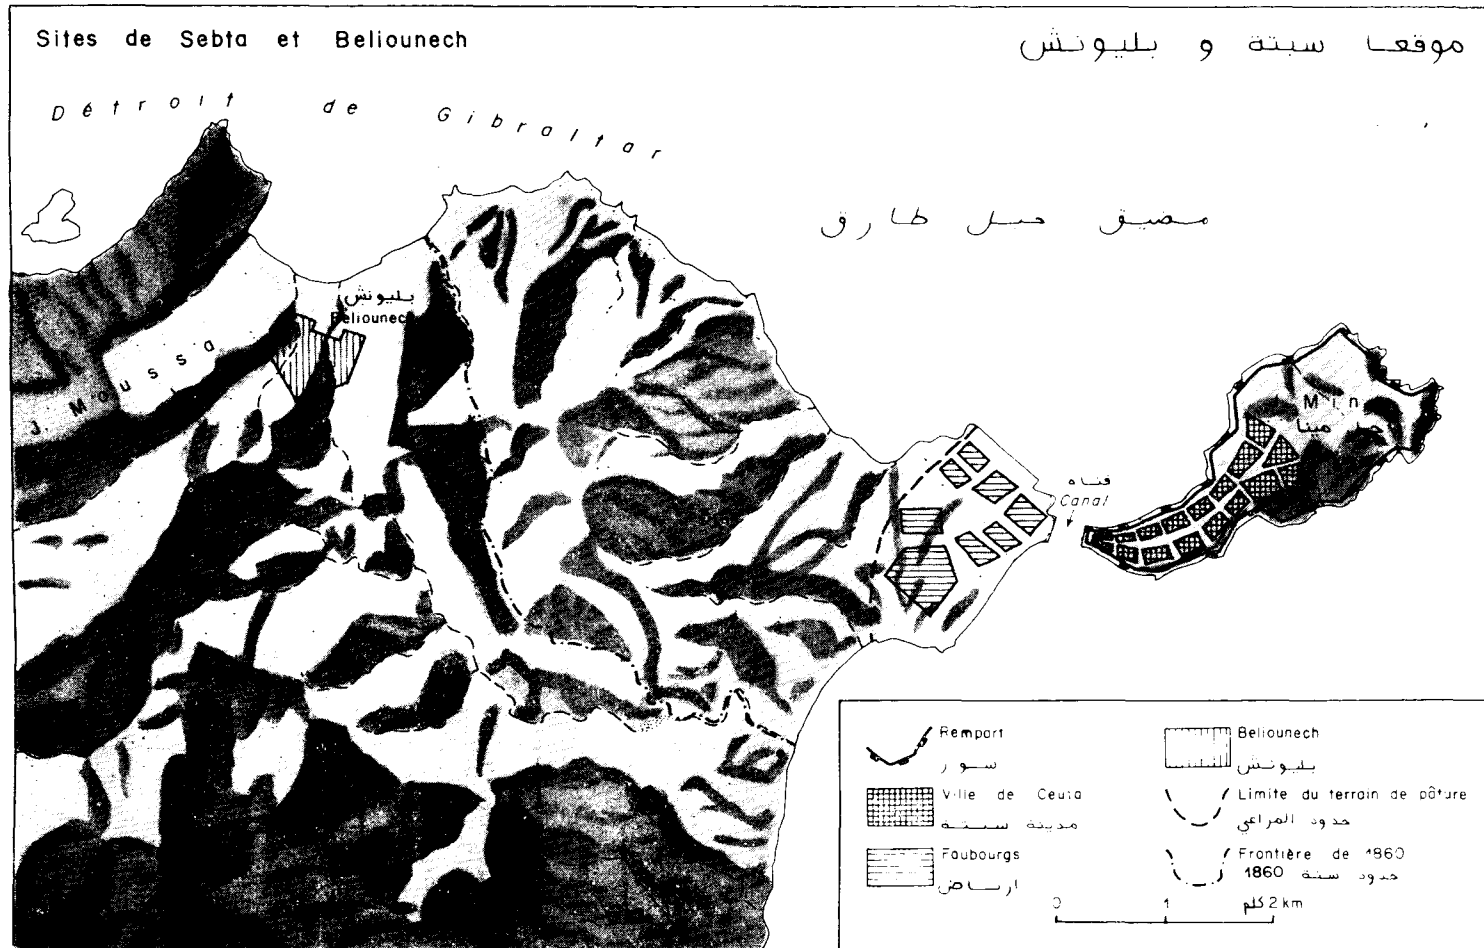 Sites de Sebta et Beliounech
موقعا سبتة و بليونش
Détroit de Gibraltar
مضيق جبل طارق
بليونش
Beliounech
J. Moussa
J. Mina
جبل مينا
قناه
Canal
Rempart
سور
Ville de Ceuta
مدينة سبتة
Faubourgs
ارباض
Beliounech
بليونش
Limite du terrain de pâture
حدود المراعي
Frontière de 1860
حدود سنة 1860
0 1 2 km كلم